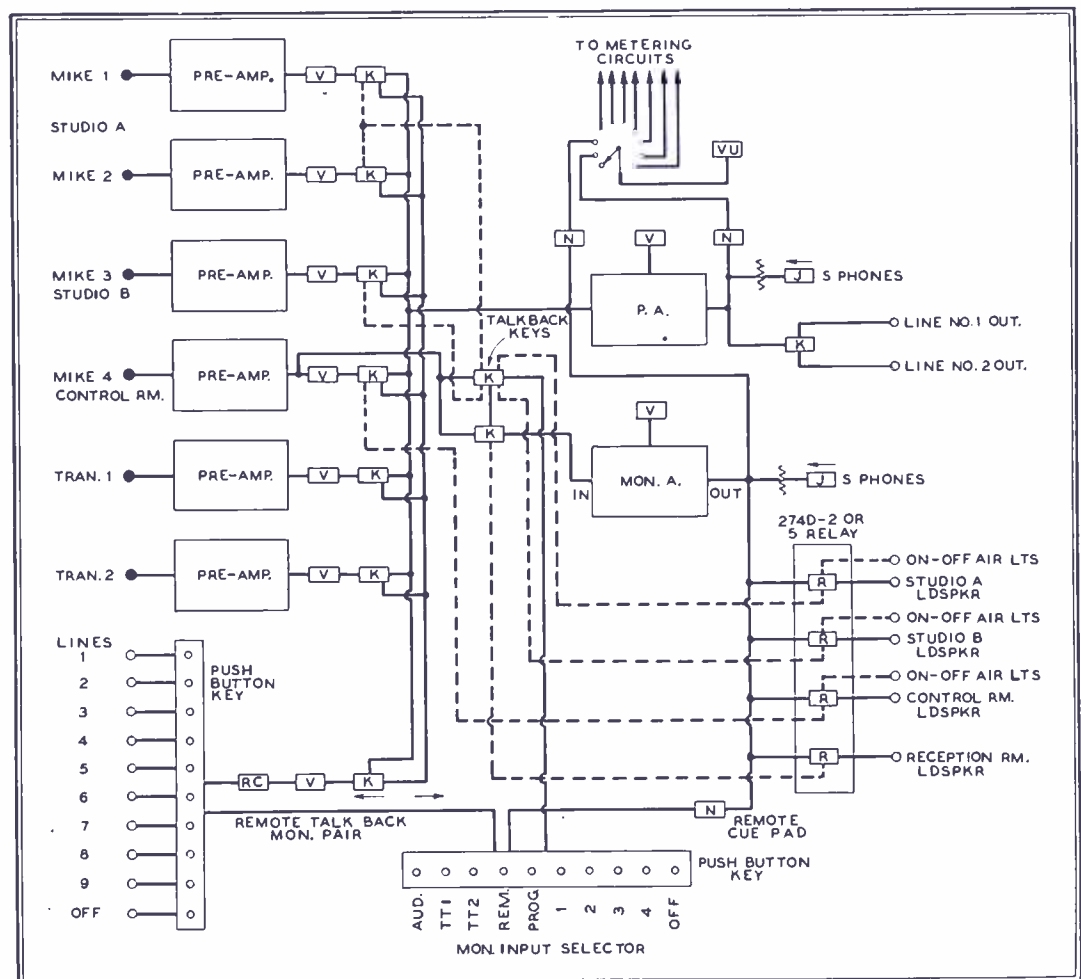 TO METERING
CIRCUITS
MIKE 1
PRE-AMP.
V
K
STUDIO A
MIKE 2
PRE-AMP.
V
K
VU
N
V
N
MIKE 3
STUDIO B
PRE-AMP.
V
K
P.A.
J
S PHONES
TALKBACK
KEYS
K
LINE NO.1 OUT.
LINE NO.2 OUT.
MIKE 4
CONTROL RM.
PRE-AMP.
V
K
K
K
V
TRAN. 1
PRE-AMP.
V
K
IN
MON. A.
OUT
J
S PHONES
274D-2 OR
5 RELAY
TRAN. 2
PRE-AMP.
V
K
ON-OFF AIR LTS
R
STUDIO A
LDSPKR
ON-OFF AIR LTS
R
STUDIO B
LDSPKR
ON-OFF AIR LTS
R
CONTROL RM.
LDSPKR
R
RECEPTION RM.
LDSPKR
LINES
1
2
3
4
5
6
7
8
9
OFF
PUSH
BUTTON
KEY
RC
V
K
REMOTE TALK BACK
MON. PAIR
N
REMOTE
CUE PAD
PUSH BUTTON
KEY
AUD.
TT1
TT2
REM.
PROG.
1
2
3
4
OFF
MON. INPUT SELECTOR